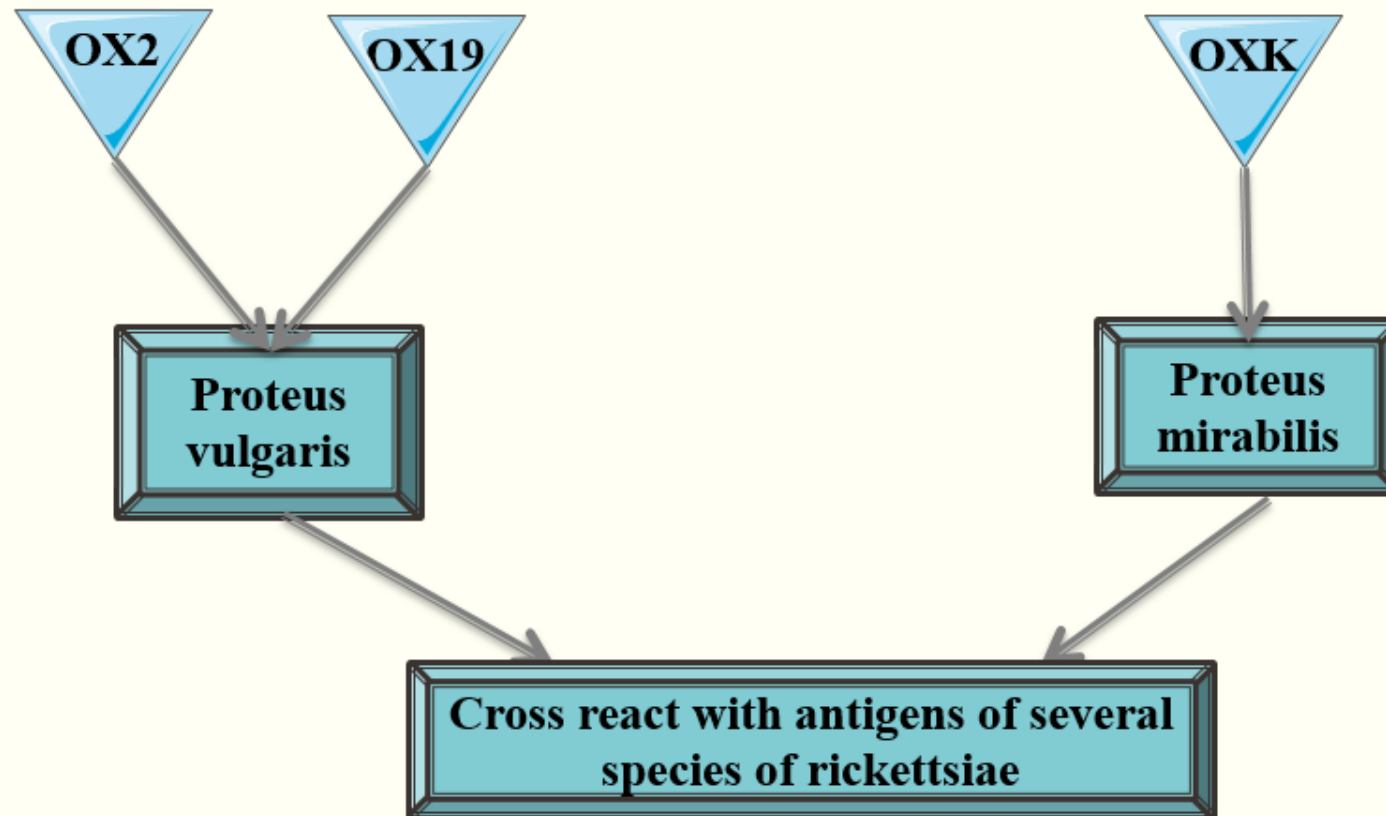 OX2
OX19
OXK
Proteus
vulgaris
Proteus
mirabilis
Cross react with antigens of several
species of rickettsiae